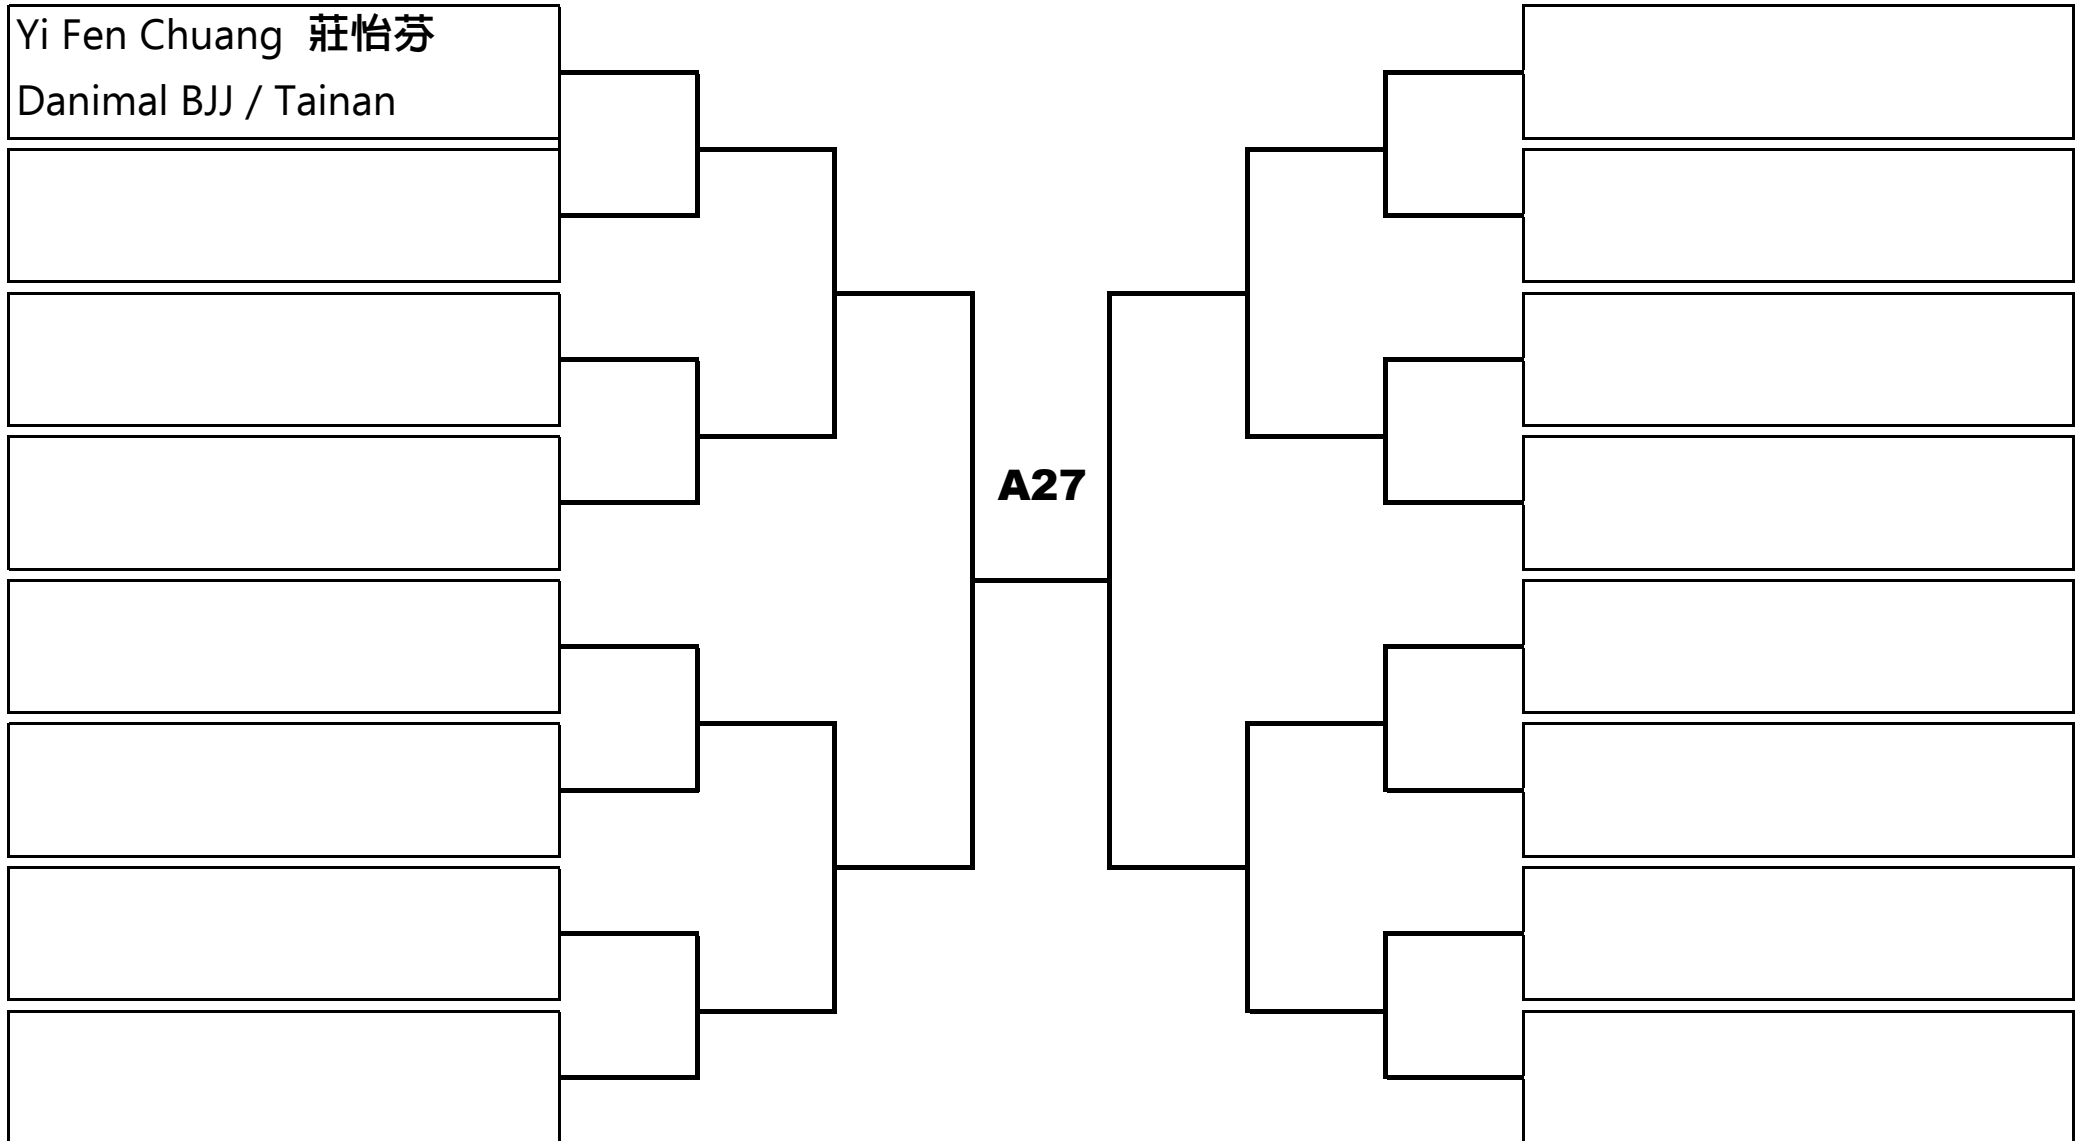 Yi Fen Chuang 莊怡芬
Danimal BJJ / Tainan
A27